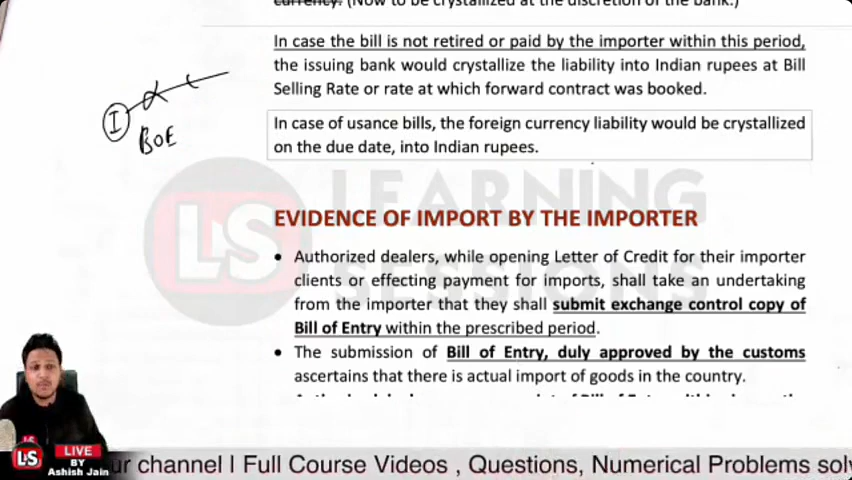 currency. (Now to be crystallized at the discretion of the bank.)
In case the bill is not retired or paid by the importer within this period,
the issuing bank would crystallize the liability into Indian rupees at Bill
Selling Rate or rate at which forward contract was booked.
In case of usance bills, the foreign currency liability would be crystallized
on the due date, into Indian rupees.
I
BOE
LEARNING
SESSIONS
LS
EVIDENCE OF IMPORT BY THE IMPORTER
• Authorized dealers, while opening Letter of Credit for their importer
clients or effecting payment for imports, shall take an undertaking
from the importer that they shall submit exchange control copy of
Bill of Entry within the prescribed period.
• The submission of Bill of Entry, duly approved by the customs
ascertains that there is actual import of goods in the country.
LS
LS
LIVE
BY
Ashish Jain
ur channel I Full Course Videos , Questions, Numerical Problems solv